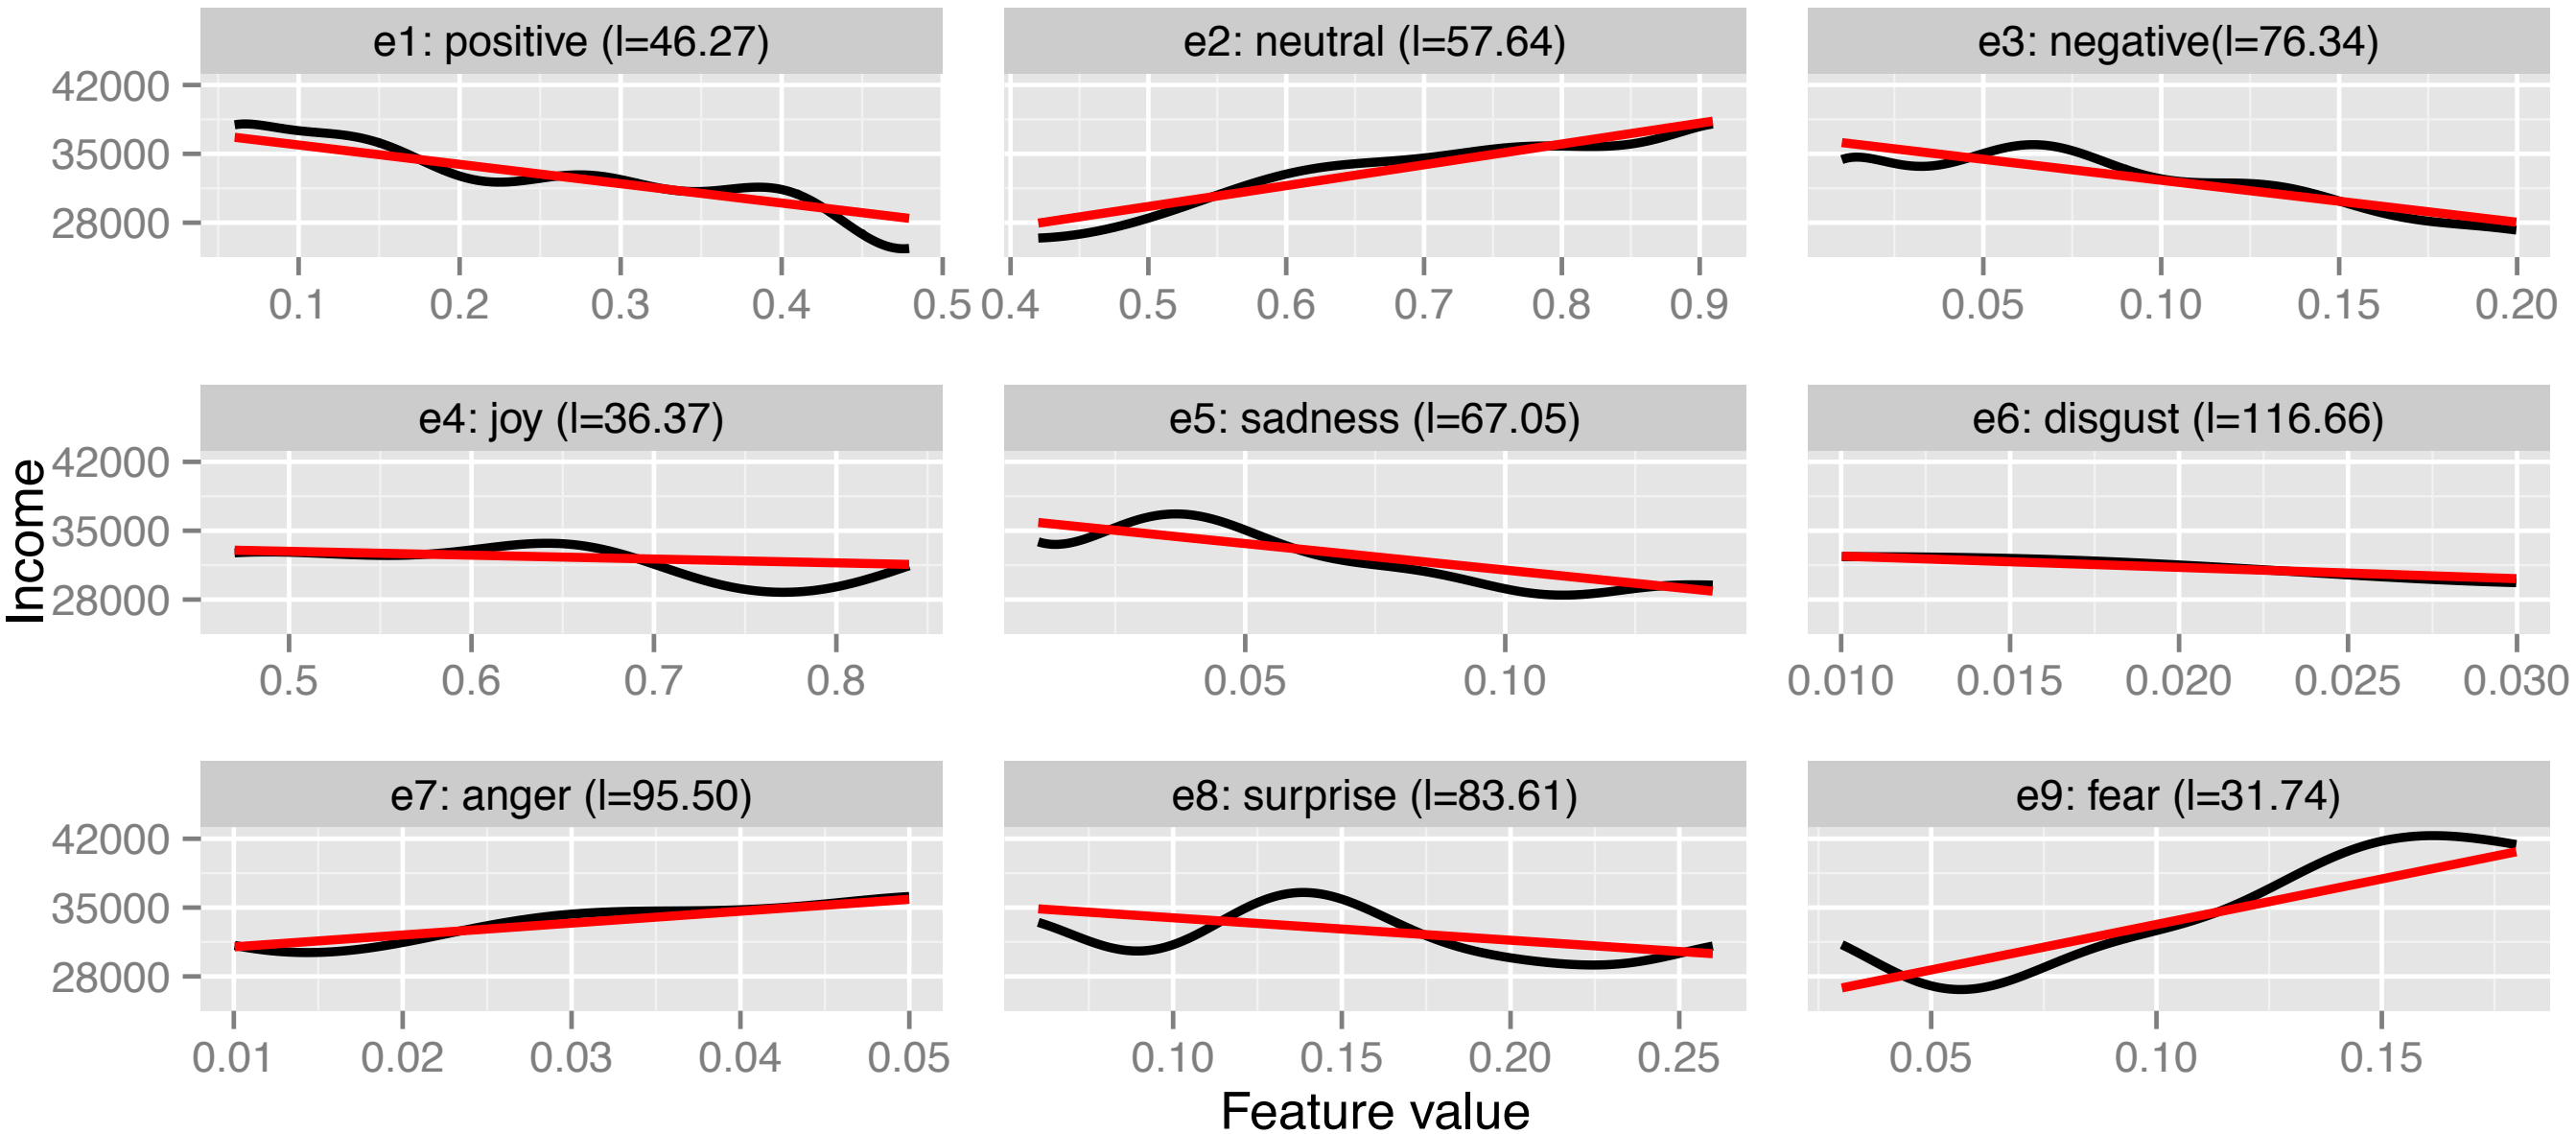 e1: positive (l=46.27) e2: neutral (l=57.64) e3: negative(l=76.34)
42000
35000
28000
0.1 0.2 0.3 0.4 0.5 0.4 0.5 0.6 0.7 0.8 0.9 0.05 0.10 0.15 0.20
e4: joy (l=36.37) e5: sadness (l=67.05) e6: disgust (l=116.66)
Income
42000
35000
28000
0.5 0.6 0.7 0.8 0.05 0.10 0.010 0.015 0.020 0.025 0.030
e7: anger (l=95.50) e8: surprise (l=83.61) e9: fear (l=31.74)
42000
35000
28000
0.01 0.02 0.03 0.04 0.05 0.10 0.15 0.20 0.25 0.05 0.10 0.15
Feature value